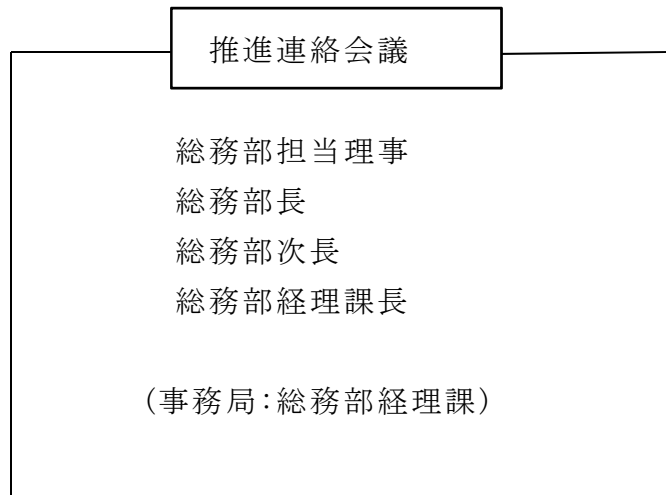 推進連絡会議
総務部担当理事
総務部長
総務部次長
総務部経理課長
(事務局:総務部経理課)